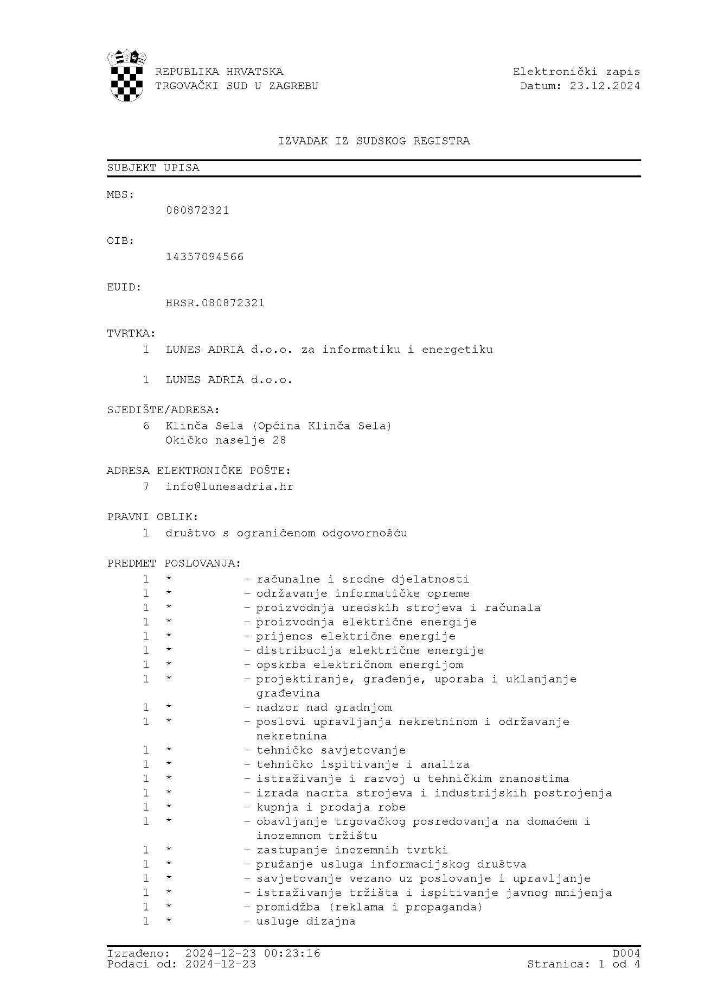 REPUBLIKA HRVATSKA
TRGOVAČKI SUD U ZAGREBU
Elektronički zapis
Datum: 23.12.2024
IZVADAK IZ SUDSKOG REGISTRA
SUBJEKT UPISA
MBS:
080872321
OIB:
14357094566
EUID:
HRSR.080872321
TVRTKA:
1 LUNES ADRIA d.o.o. za informatiku i energetiku
1 LUNES ADRIA d.o.o.
SJEDIŠTE/ADRESA:
6 Klinča Sela (Općina Klinča Sela)
Okičko naselje 28
ADRESA ELEKTRONIČKE POŠTE:
7 info@lunesadria.hr
PRAVNI OBLIK:
1 društvo s ograničenom odgovornošću
PREDMET POSLOVANJA:
1 * - računalne i srodne djelatnosti
1 * - održavanje informatičke opreme
1 * - proizvodnja uredskih strojeva i računala
1 * - proizvodnja električne energije
1 * - prijenos električne energije
1 * - distribucija električne energije
1 * - opskrba električnom energijom
1 * - projektiranje, građenje, uporaba i uklanjanje
građevina
1 * - nadzor nad gradnjom
1 * - poslovi upravljanja nekretninom i održavanje
nekretnina
1 * - tehničko savjetovanje
1 * - tehničko ispitivanje i analiza
1 * - istraživanje i razvoj u tehničkim znanostima
1 * - izrada nacrta strojeva i industrijskih postrojenja
1 * - kupnja i prodaja robe
1 * - obavljanje trgovačkog posredovanja na domaćem i
inozemnom tržištu
1 * - zastupanje inozemnih tvrtki
1 * - pružanje usluga informacijskog društva
1 * - savjetovanje vezano uz poslovanje i upravljanje
1 * - istraživanje tržišta i ispitivanje javnog mnijenja
1 * - promidžba (reklama i propaganda)
1 * - usluge dizajna
Izrađeno: 2024-12-23 00:23:16 D004
Podaci od: 2024-12-23 Stranica: 1 od 4